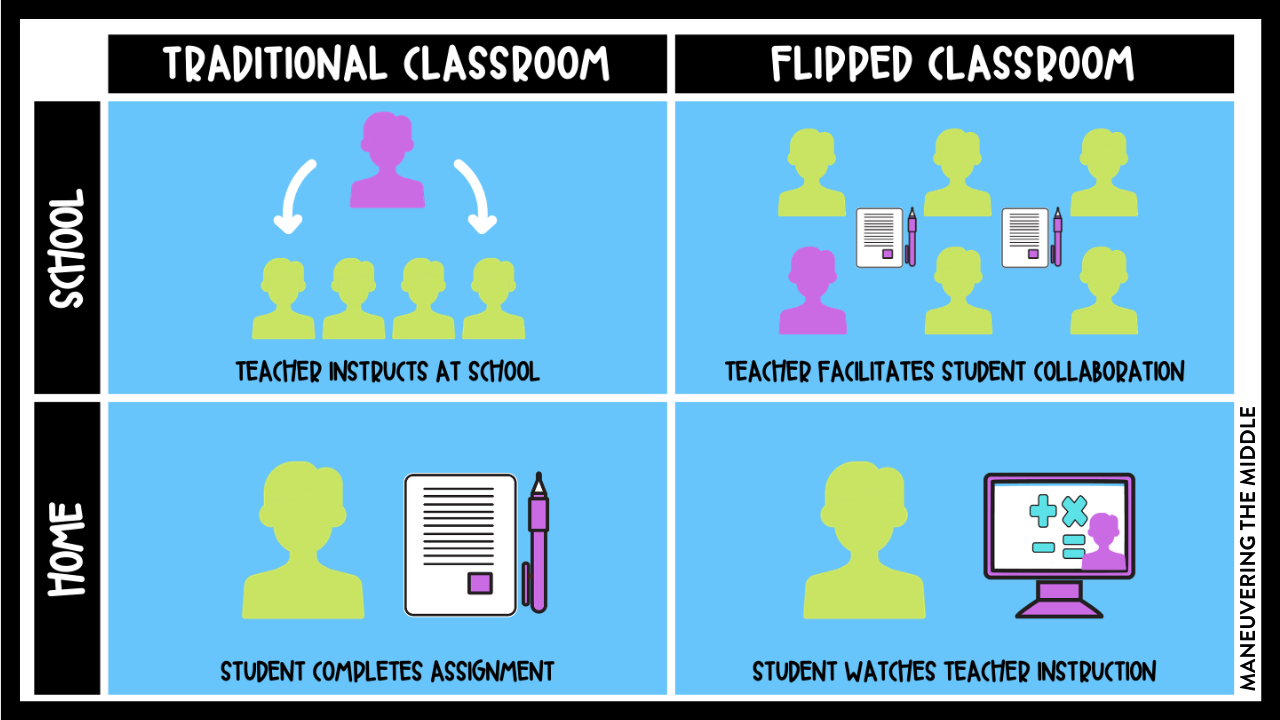 TRADITIONAL CLASSROOM
FLIPPED CLASSROOM
SCHOOL
TEACHER INSTRUCTS AT SCHOOL
TEACHER FACILITATES STUDENT COLLABORATION
HOME
STUDENT COMPLETES ASSIGNMENT
STUDENT WATCHES TEACHER INSTRUCTION
MANEUVERING THE MIDDLE